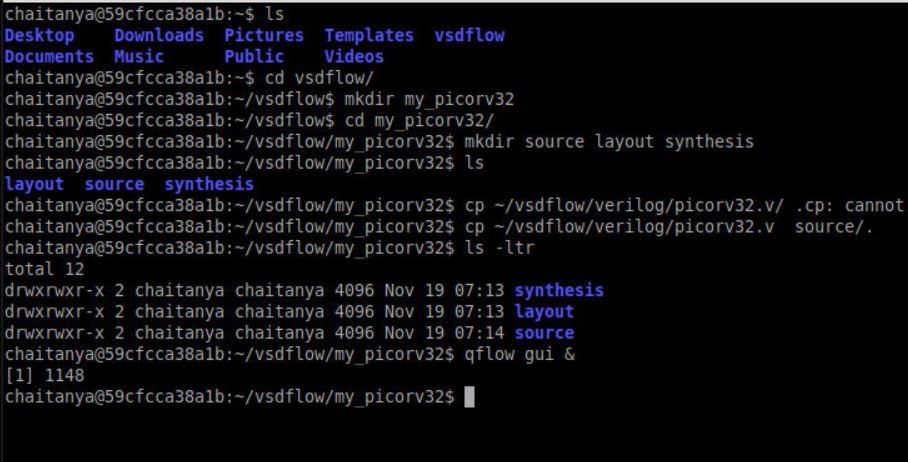 chaitanya@59cfcca38a1b:~$ ls
Desktop    Downloads  Pictures  Templates  vsdflow
Documents  Music      Public    Videos
chaitanya@59cfcca38a1b:~$ cd vsdflow/
chaitanya@59cfcca38a1b:~/vsdflow$ mkdir my_picorv32
chaitanya@59cfcca38a1b:~/vsdflow$ cd my_picorv32/
chaitanya@59cfcca38a1b:~/vsdflow/my_picorv32$ mkdir source layout synthesis
chaitanya@59cfcca38a1b:~/vsdflow/my_picorv32$ ls
layout  source  synthesis
chaitanya@59cfcca38a1b:~/vsdflow/my_picorv32$ cp ~/vsdflow/verilog/picorv32.v/ .cp: cannot
chaitanya@59cfcca38a1b:~/vsdflow/my_picorv32$ cp ~/vsdflow/verilog/picorv32.v  source/.
chaitanya@59cfcca38a1b:~/vsdflow/my_picorv32$ ls -ltr
total 12
drwxrwxr-x 2 chaitanya chaitanya 4096 Nov 19 07:13 synthesis
drwxrwxr-x 2 chaitanya chaitanya 4096 Nov 19 07:13 layout
drwxrwxr-x 2 chaitanya chaitanya 4096 Nov 19 07:14 source
chaitanya@59cfcca38a1b:~/vsdflow/my_picorv32$ qflow gui &
[1] 1148
chaitanya@59cfcca38a1b:~/vsdflow/my_picorv32$